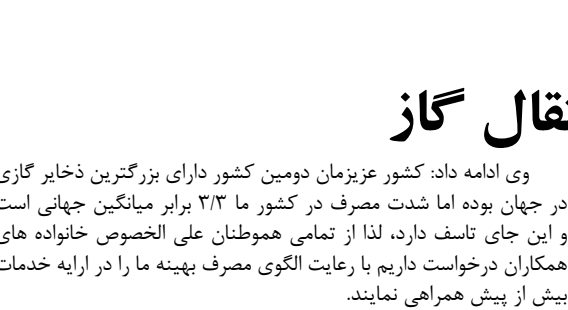 نقال گاز
وی ادامه داد: کشور عزیزمان دومین کشور دارای بزرگترین ذخایر گازی
در جهان بوده اما شدت مصرف در کشور ما ۳/۳ برابر میانگین جهانی است
و این جای تاسف دارد، لذا از تمامی هموطنان علی الخصوص خانواده های
همکاران درخواست داریم با رعایت الگوی مصرف بهینه ما را در ارایه خدمات
بیش از پیش همراهی نمایند.